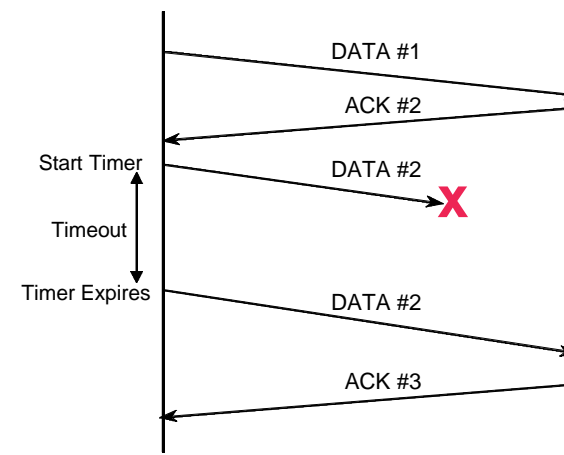 DATA #1
ACK #2
Start Timer
DATA #2
X
Timeout
Timer Expires
DATA #2
ACK #3